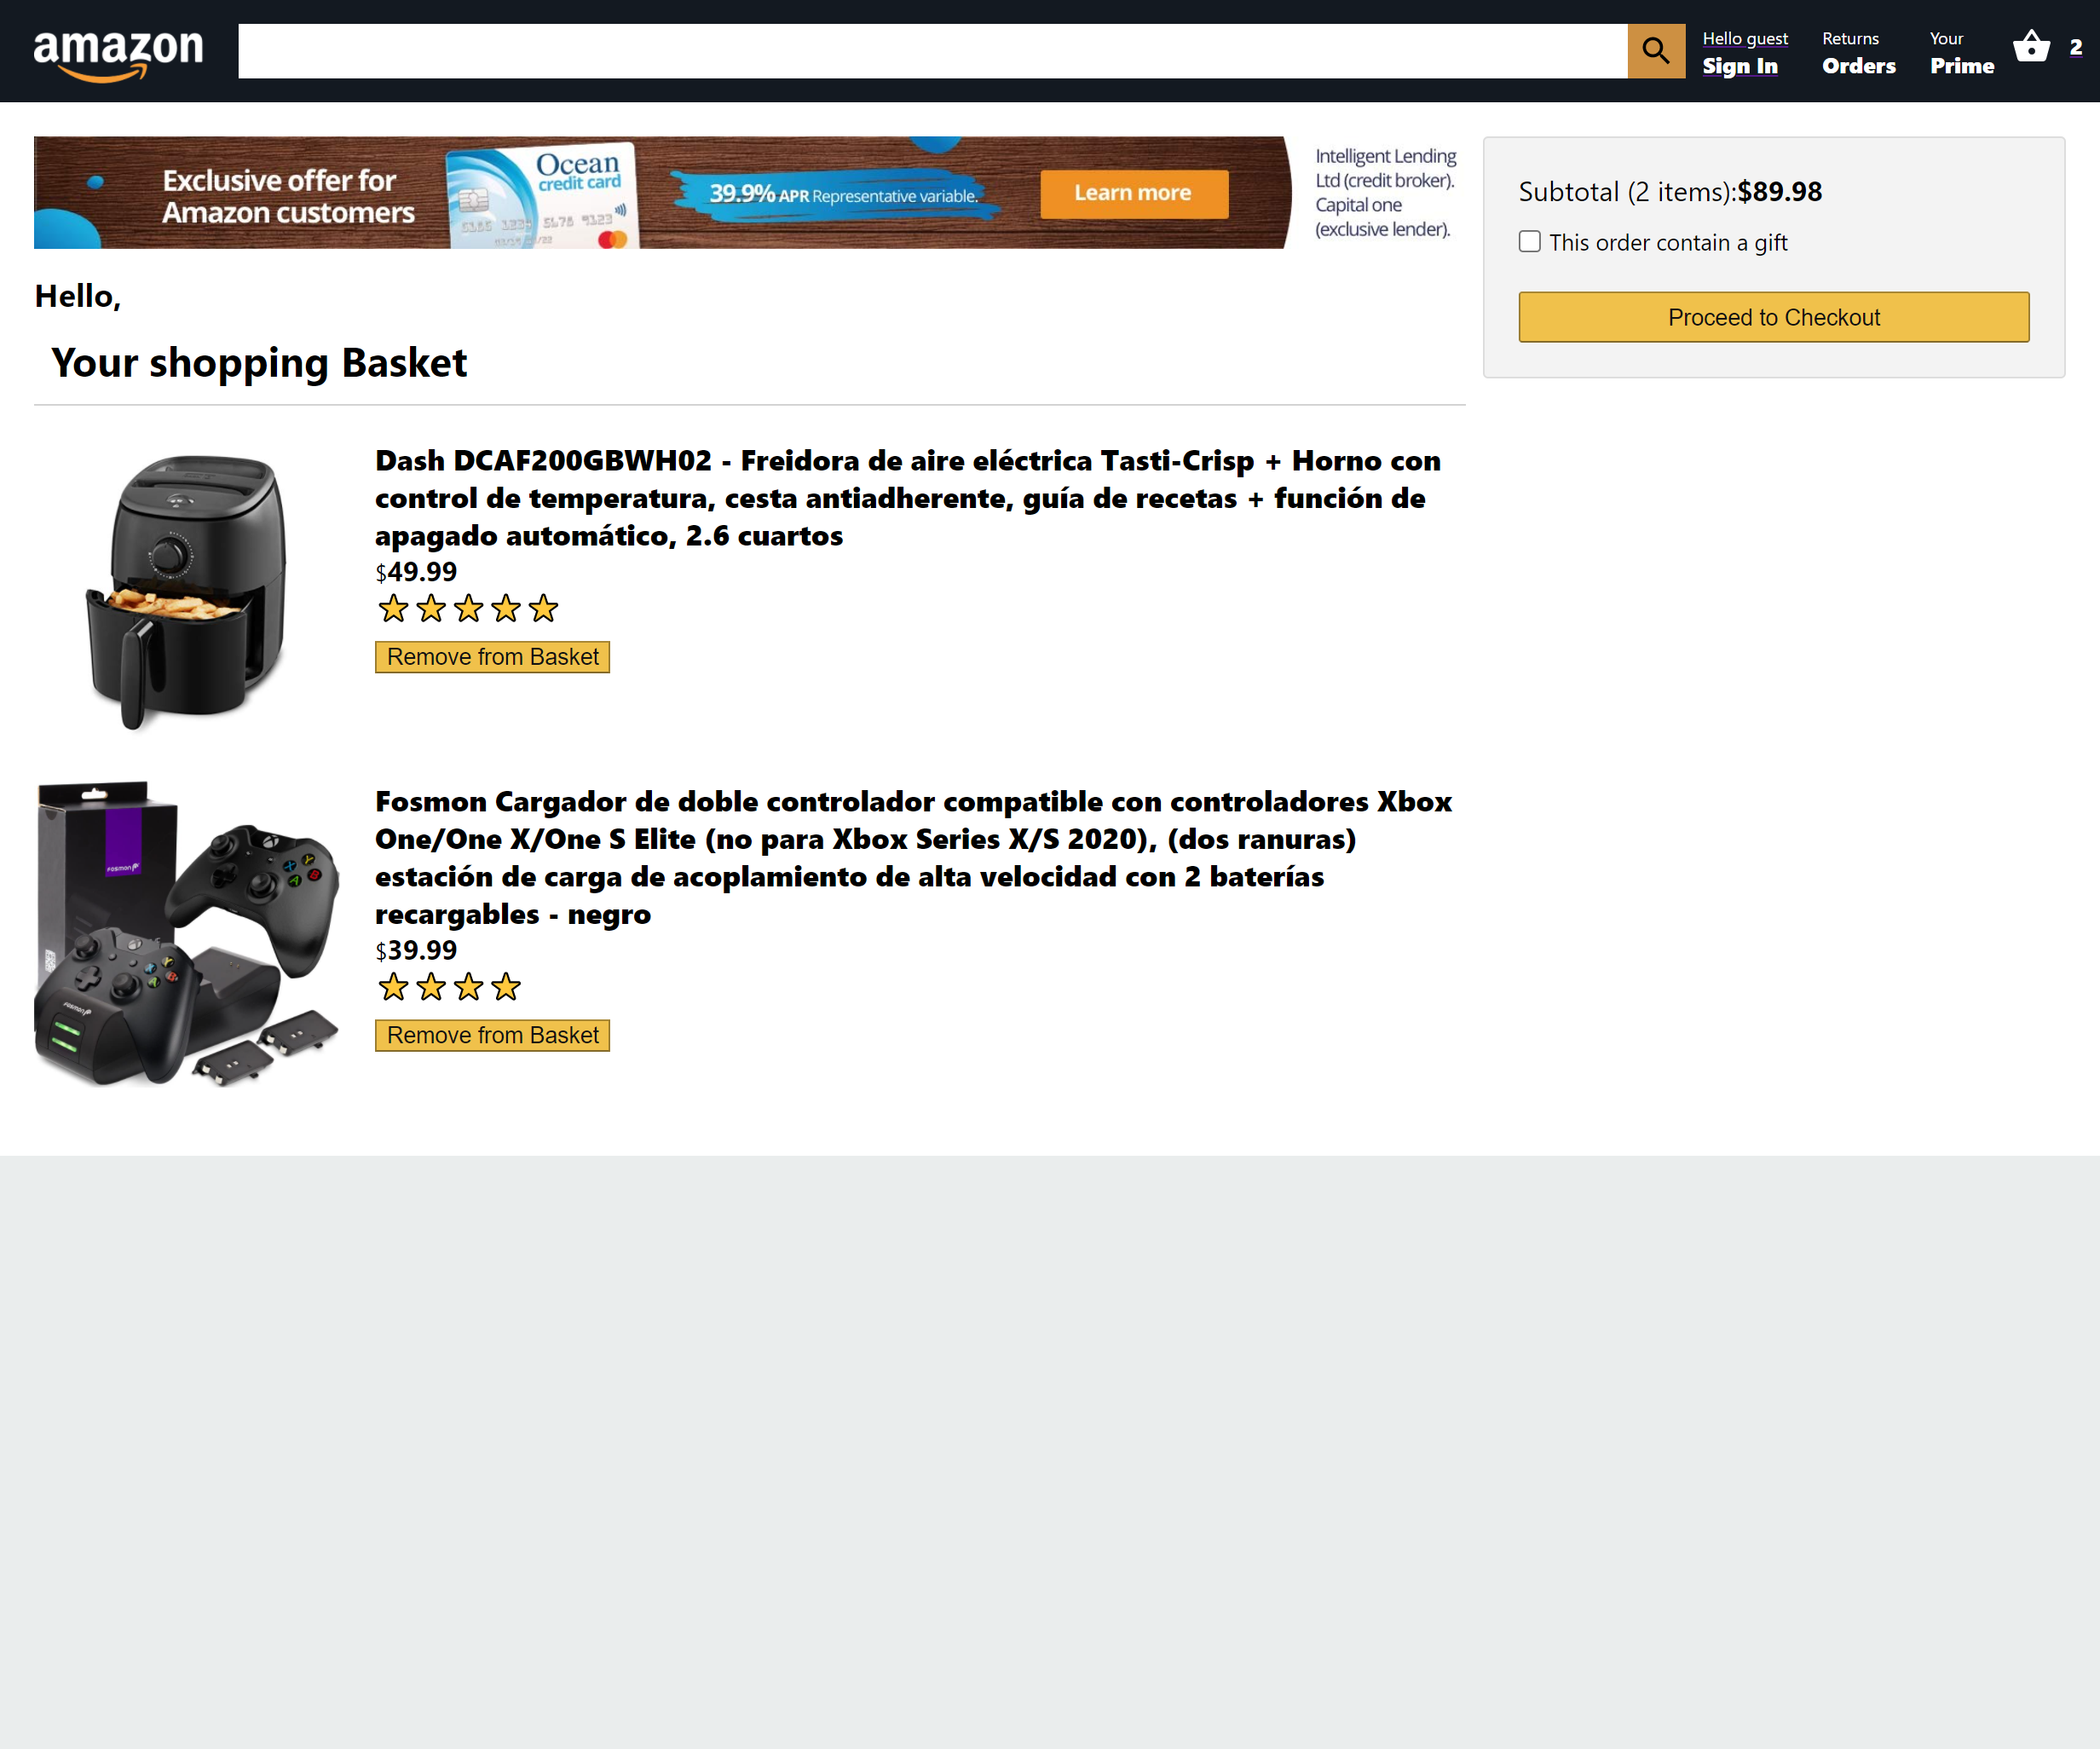 amazon
Hello guest
Sign In
Returns
Orders
Your
Prime
2
Exclusive offer for
Amazon customers
Ocean
credit card
39.9% APR Representative variable.
Learn more
Intelligent Lending
Ltd (credit broker).
Capital one
(exclusive lender).
Subtotal (2 items):$89.98
This order contain a gift
Proceed to Checkout
Hello,
Your shopping Basket
Dash DCAF200GBWH02 - Freidora de aire eléctrica Tasti-Crisp + Horno con
control de temperatura, cesta antiadherente, guía de recetas + función de
apagado automático, 2.6 cuartos
$49.99
Remove from Basket
Fosmon Cargador de doble controlador compatible con controladores Xbox
One/One X/One S Elite (no para Xbox Series X/S 2020), (dos ranuras)
estación de carga de acoplamiento de alta velocidad con 2 baterías
recargables - negro
$39.99
Remove from Basket
FOSMON
FOSMON